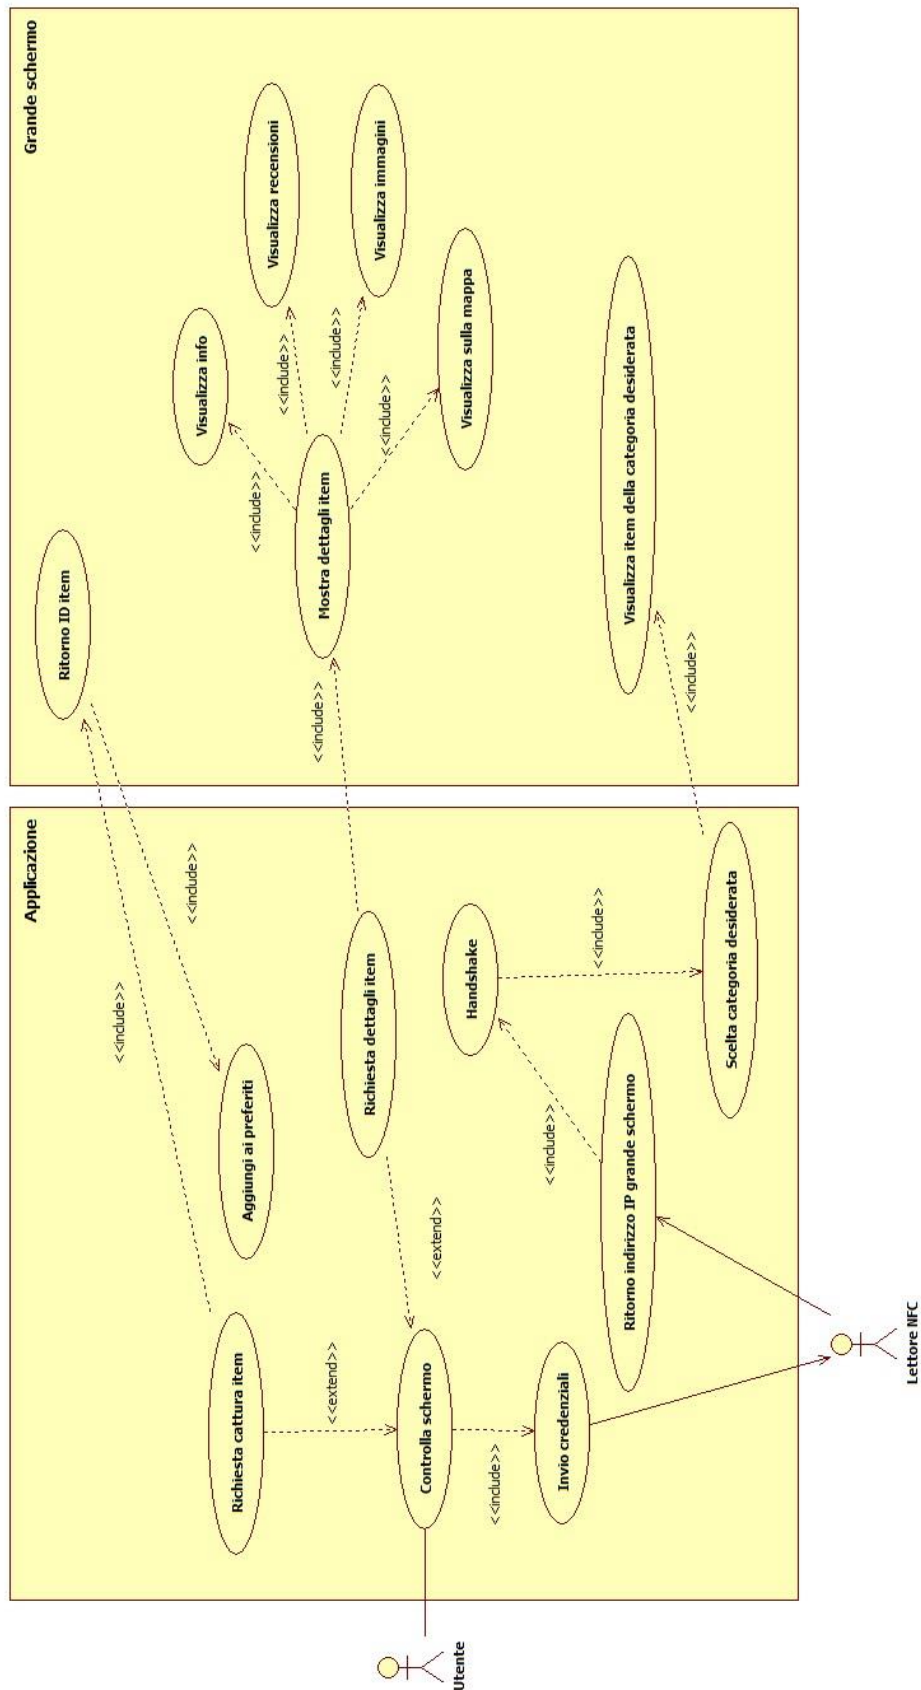 Applicazione
Grande schermo
Ritorno ID item
<<include>>
<<include>>
Visualizza info
Richiesta cattura item
Aggiungi ai preferiti
Visualizza recensioni
<<include>>
<<include>>
<<extend>>
<<include>>
Mostra dettagli item
<<include>>
Visualizza immagini
Richiesta dettagli item
<<include>>
Utente
Controlla schermo
<<extend>>
Handshake
Visualizza sulla mappa
<<include>>
<<include>>
Invio credenziali
<<include>>
Ritorno indirizzo IP grande schermo
Visualizza item della categoria desiderata
<<include>>
Scelta categoria desiderata
Lettore NFC